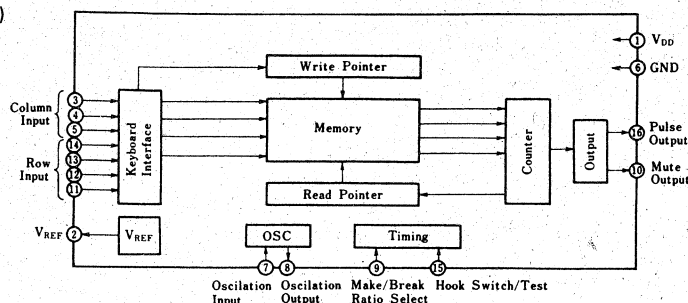 )
1 VDD
Write Pointer
6 GND
3
Column
Input
4
5
Keyboard
Interface
Memory
Counter
Output
16 Pulse
Output
14
Row
Input
13
12
11
10 Mute
Output
Read Pointer
VREF 2
VREF
OSC
Timing
7
8
9
15
Oscilation
Input
Oscilation
Output
Make/Break
Ratio Select
Hook Switch/Test